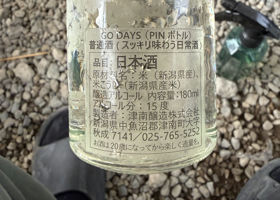 GO DAYS（PIN ボトル）
普通酒（スッキリ味わう日常酒）
品目：日本酒
原材料名：米（新潟県産）、
米こうじ（新潟県産米）
醸造アルコール 内容量：180ml
アルコール分：15度
製造者：津南醸造株式会社
新潟県中魚沼郡津南町大字
秋成 7141／025-765-5252
お酒は20歳になってから楽しく適量を